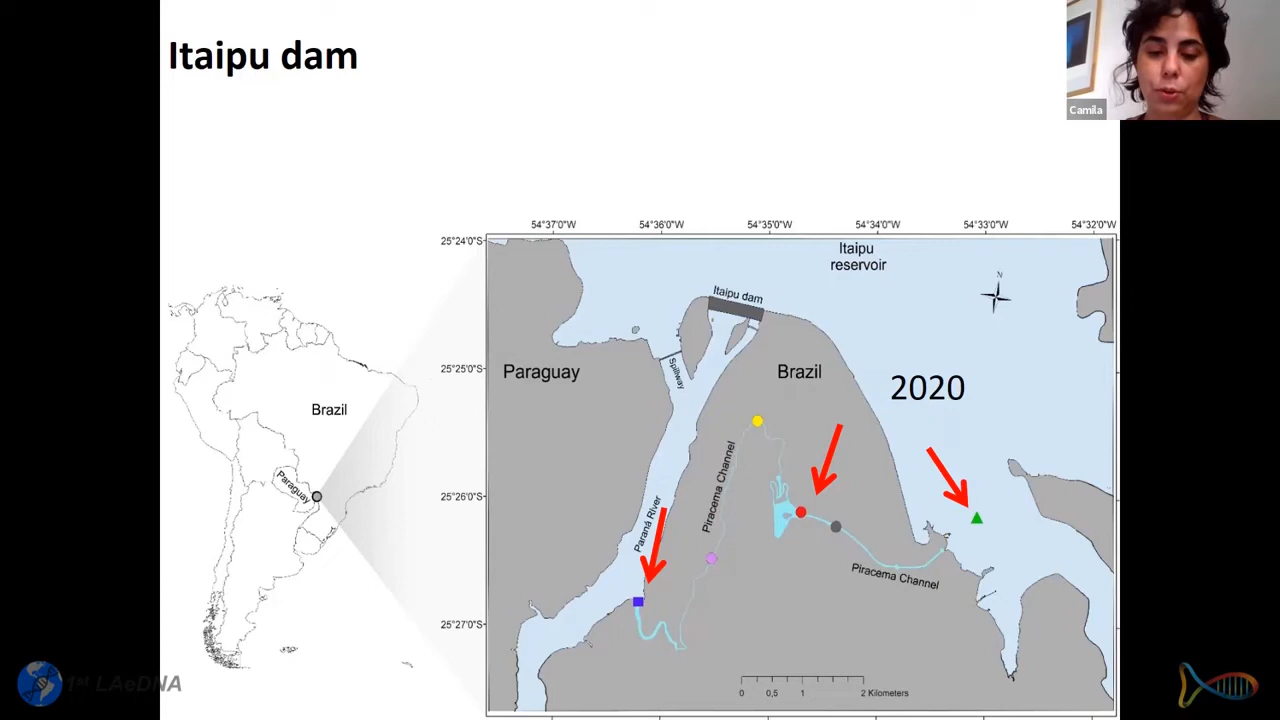 Itaipu dam
Camila
54°37'0"W
54°36'0"W
54°35'0"W
54°34'0"W
54°33'0"W
54°32'0"W
25°24'0"S
25°25'0"S
25°26'0"S
25°27'0"S
Itaipu
reservoir
N
Itaipu dam
Spillway
Paraguay
Brazil
2020
Piracema Channel
Paraná River
Piracema Channel
Brazil
Paraguay
0 0,5 1 2 Kilometers
1st LAeDNA